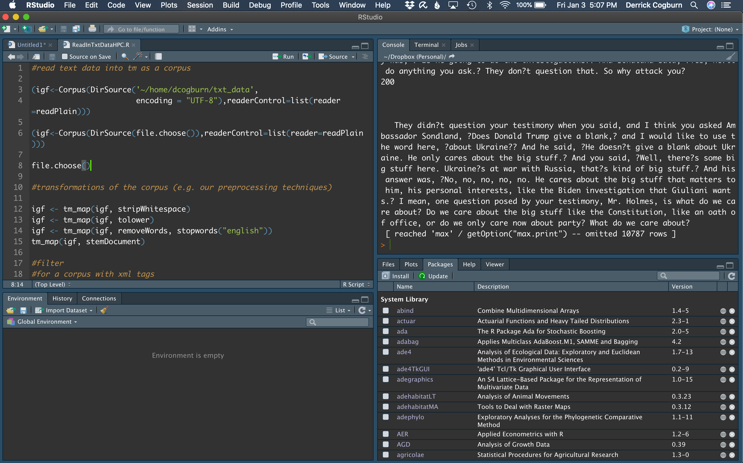 RStudio File Edit Code View Plots Session Build Debug Profile Tools Window Help 100% Fri Jan 3 5:07 PM Derrick Cogburn
RStudio
Go to file/function Addins Project: (None)
Untitled1* ReadInTxtDataHPC.R
Source on Save Run Source
1 #read text data into tm as a corpus
2
3 (igf<-Corpus(DirSource('~/home/dcogburn/txt_data',
4 encoding = "UTF-8"),readerControl=list(reader
=readPlain)))
5
6 (igf<-Corpus(DirSource(file.choose()),readerControl=list(reader=readPlain
)))
7
8 file.choose()
9
10 #transformations of the corpus (e.g. our preprocessing techniques)
11
12 igf <- tm_map(igf, stripWhitespace)
13 igf <- tm_map(igf, tolower)
14 igf <- tm_map(igf, removeWords, stopwords("english"))
15 tm_map(igf, stemDocument)
16
17 #filter
18 #for a corpus with xml tags
8:14 (Top Level) R Script
Environment History Connections
Import Dataset List
Global Environment
Environment is empty
Console Terminal Jobs
~/Dropbox (Personal)/
do anything you ask.? They don?t question that. So why attack you?
200
They didn?t question your testimony when you said, and I think you asked Am
bassador Sondland, ?Does Donald Trump give a blank,? and I would like to use t
he word here, ?about Ukraine?? And he said, ?He doesn?t give a blank about Ukr
aine. He only cares about the big stuff.? And you said, ?Well, there?s some bi
g stuff here. Ukraine?s at war with Russia, that?s kind of big stuff.? And his
answer was, ?No, no, no, no, no. He cares about the big stuff that matters to
him, his personal interests, like the Biden investigation that Giuliani want
s.? I mean, one question posed by your testimony, Mr. Holmes, is what do we ca
re about? Do we care about the big stuff like the Constitution, like an oath o
f office, or do we only care now about party? What do we care about?
[ reached 'max' / getOption("max.print") -- omitted 10787 rows ]
>
Files Plots Packages Help Viewer
Install Update
Name Description Version
System Library
abind Combine Multidimensional Arrays 1.4-5
actuar Actuarial Functions and Heavy Tailed Distributions 2.3-1
ada The R Package Ada for Stochastic Boosting 2.0-5
adabag Applies Multiclass AdaBoost.M1, SAMME and Bagging 4.2
ade4 Analysis of Ecological Data: Exploratory and Euclidean 1.7-13
Methods in Environmental Sciences
ade4TkGUI 'ade4' Tcl/Tk Graphical User Interface 0.2-9
adegraphics An S4 Lattice-Based Package for the Representation of 1.0-15
Multivariate Data
adehabitatLT Analysis of Animal Movements 0.3.23
adehabitatMA Tools to Deal with Raster Maps 0.3.12
adephylo Exploratory Analyses for the Phylogenetic Comparative 1.1-11
Method
AER Applied Econometrics with R 1.2-6
AGD Analysis of Growth Data 0.39
agricolae Statistical Procedures for Agricultural Research 1.3-0